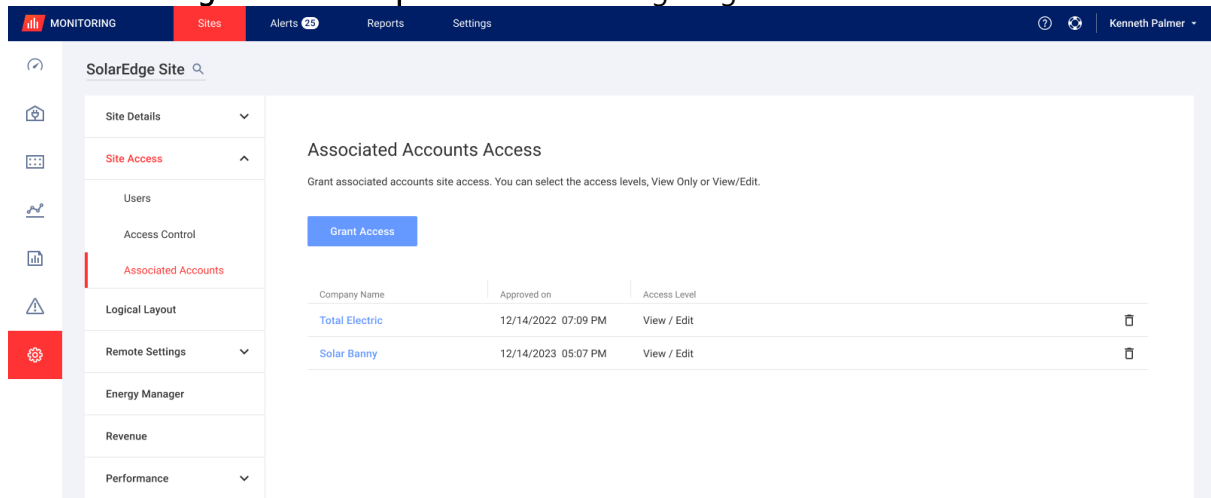 MONITORING Sites Alerts 25 Reports Settings Kenneth Palmer
SolarEdge Site
Site Details
Site Access
Users
Access Control
Associated Accounts
Logical Layout
Remote Settings
Energy Manager
Revenue
Performance
Associated Accounts Access
Grant associated accounts site access. You can select the access levels, View Only or View/Edit.
Grant Access
Company Name Approved on Access Level
Total Electric 12/14/2022 07:09 PM View / Edit
Solar Banny 12/14/2023 05:07 PM View / Edit